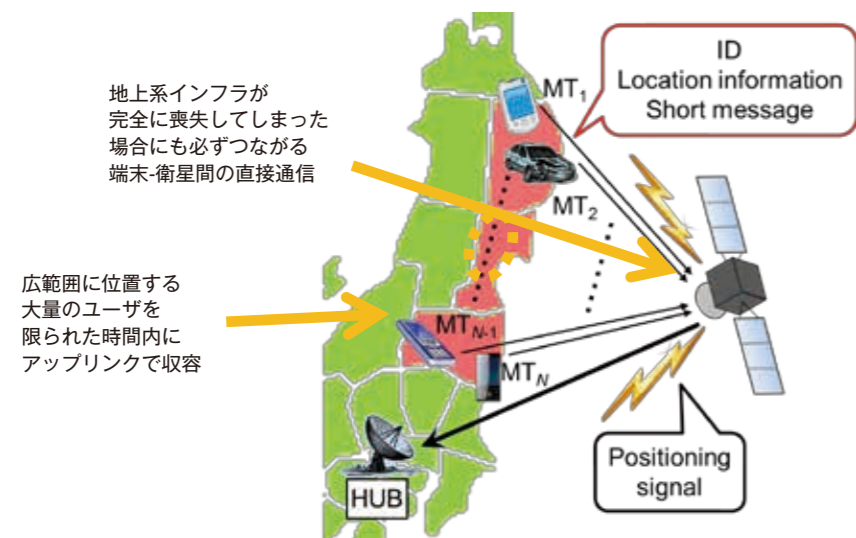 地上系インフラが
完全に喪失してしまった
場合にも必ずつながる
端末-衛星間の直接通信
広範囲に位置する
大量のユーザを
限られた時間内に
アップリンクで収容
ID
Location information
Short message
MT1
MT2
MTN-1
MTN
HUB
Positioning
signal